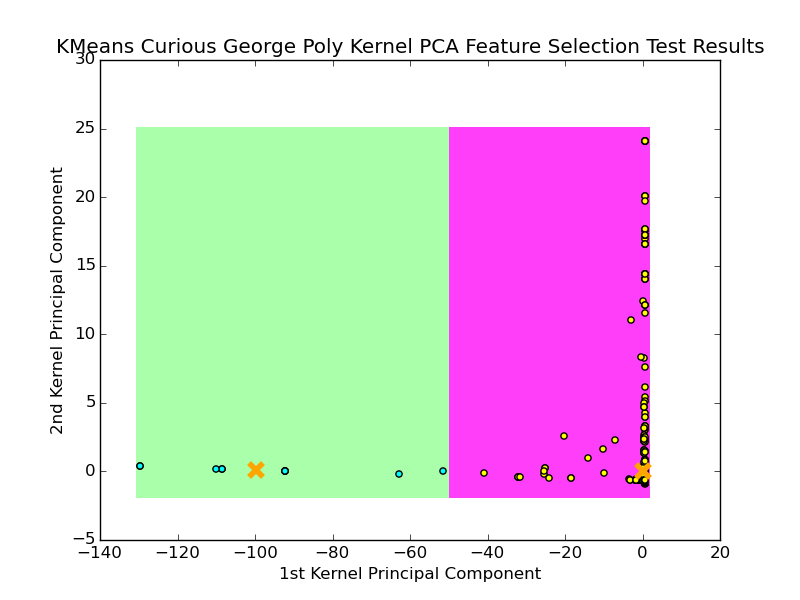 KMeans Curious George Poly Kernel PCA Feature Selection Test Results
30
25
20
15
10
5
0
−5
2nd Kernel Principal Component
−140 −120 −100 −80 −60 −40 −20 0 20
1st Kernel Principal Component